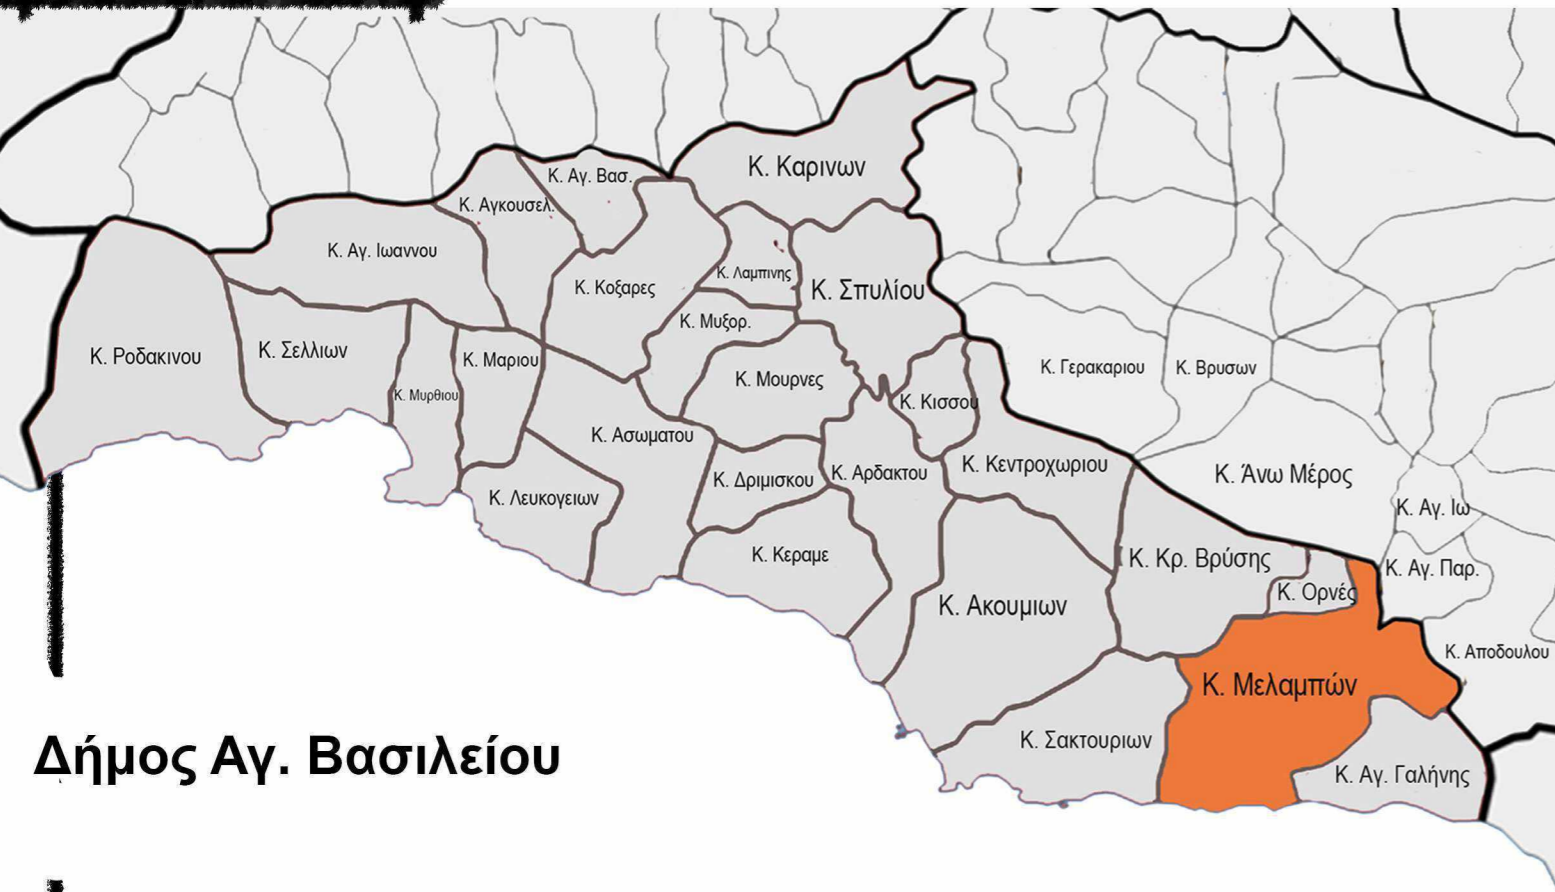 Κ. Καρινων
Κ. Αγ. Βασ.
Κ. Αγκουσελ.
Κ. Αγ. Ιωαννου
Κ. Κοξαρες
Κ. Λαμπινης
Κ. Σπυλίου
Κ. Μυξορ.
Κ. Ροδακινου
Κ. Σελλιων
Κ. Μαριου
Κ. Μυρθιου
Κ. Μουρνες
Κ. Κισσου
Κ. Γερακαριου
Κ. Βρυσων
Κ. Ασωματου
Κ. Δριμισκου
Κ. Αρδακτου
Κ. Κεντροχωριου
Κ. Άνω Μέρος
Κ. Λευκογειων
Κ. Αγ. Ιω
Κ. Κεραμε
Κ. Κρ. Βρύσης
Κ. Αγ. Παρ.
Κ. Ορνές
Κ. Ακουμιων
Κ. Αποδουλου
Κ. Μελαμπών
Κ. Σακτουριων
Κ. Αγ. Γαλήνης
Δήμος Αγ. Βασιλείου